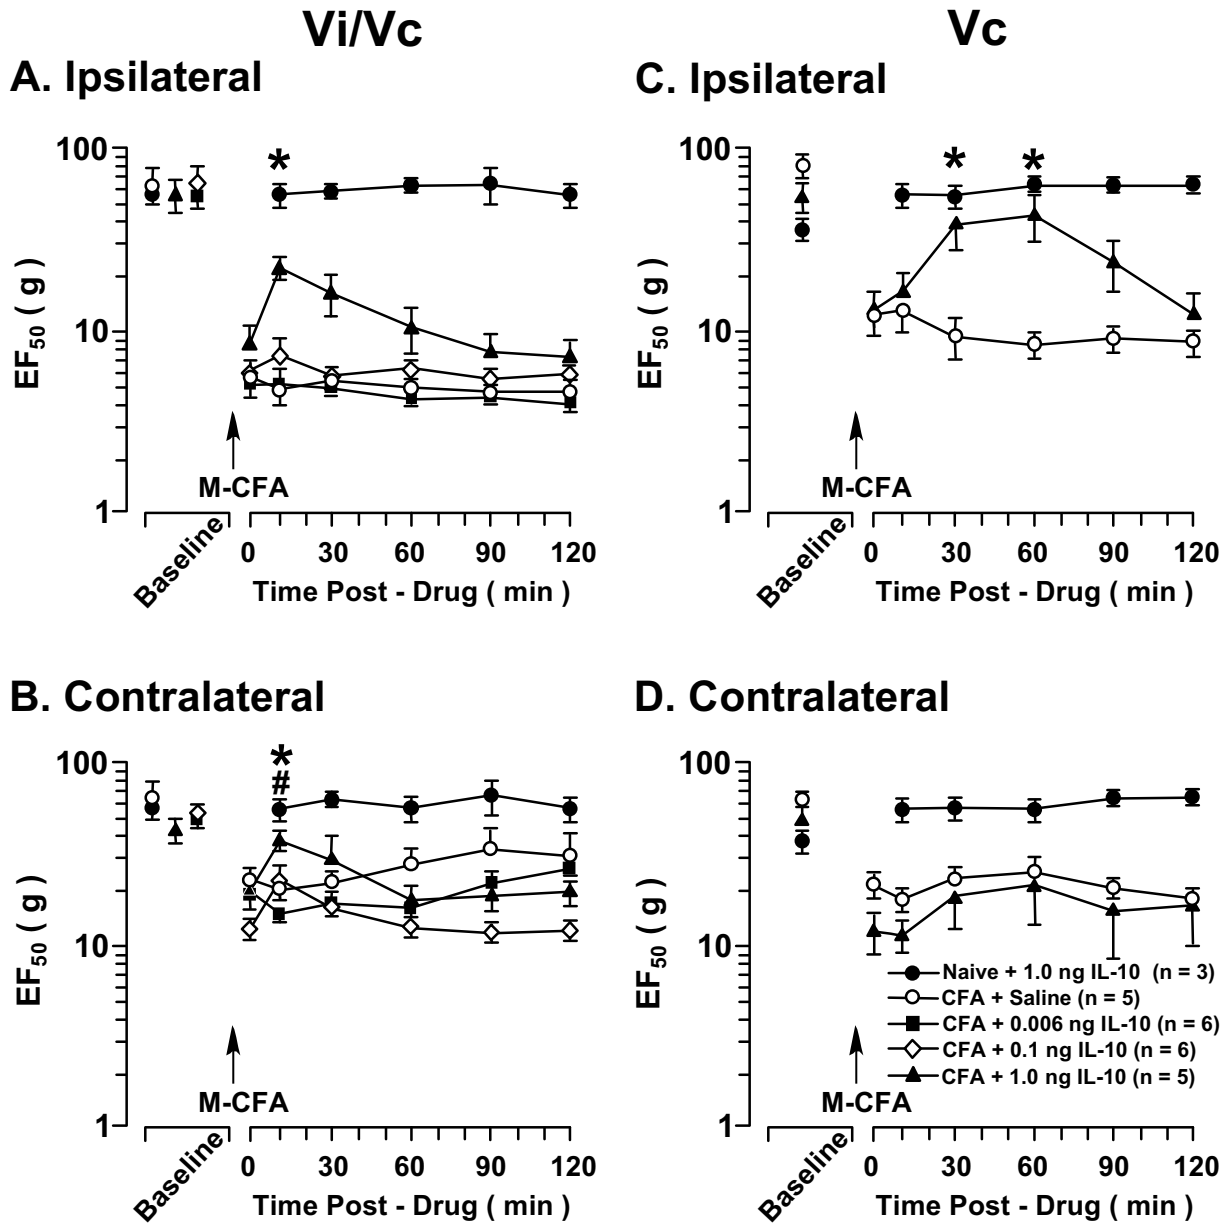 Vi/Vc
Vc
A. Ipsilateral
C. Ipsilateral
*
* *
100
10
1
EF50 ( g )
M-CFA
Baseline
0 30 60 90 120
Time Post - Drug ( min )
100
10
1
EF50 ( g )
M-CFA
Baseline
0 30 60 90 120
Time Post - Drug ( min )
B. Contralateral
D. Contralateral
*
#
100
10
1
EF50 ( g )
M-CFA
Baseline
0 30 60 90 120
Time Post - Drug ( min )
100
10
1
EF50 ( g )
Naive + 1.0 ng IL-10 (n = 3)
CFA + Saline (n = 5)
CFA + 0.006 ng IL-10 (n = 6)
CFA + 0.1 ng IL-10 (n = 6)
CFA + 1.0 ng IL-10 (n = 5)
M-CFA
Baseline
0 30 60 90 120
Time Post - Drug ( min )